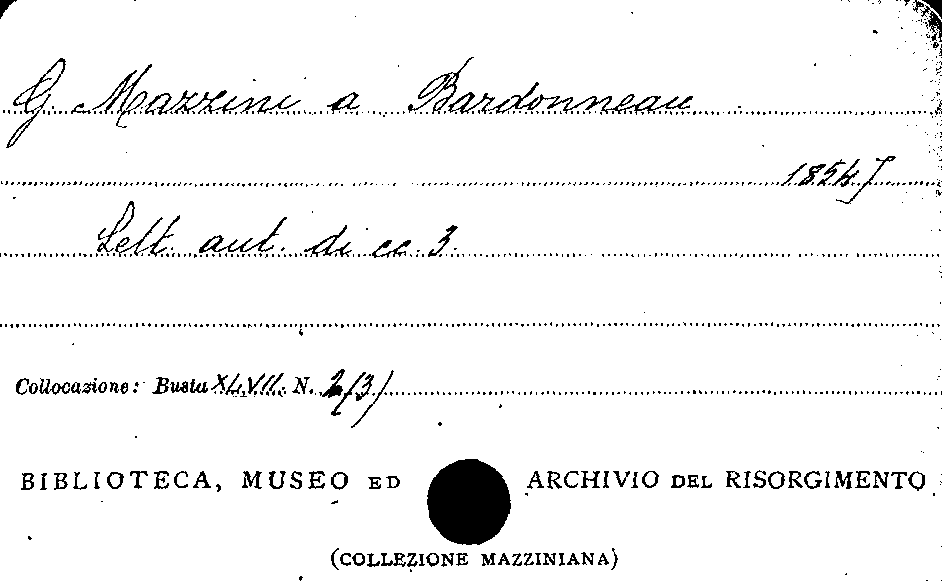 G. Mazzini a Bardonneau
1854]
Lett. aut. di cc. 3.
Collocazione: Busta XLVII. N. 2(3)
BIBLIOTECA, MUSEO ED ARCHIVIO DEL RISORGIMENTO
(COLLEZIONE MAZZINIANA)